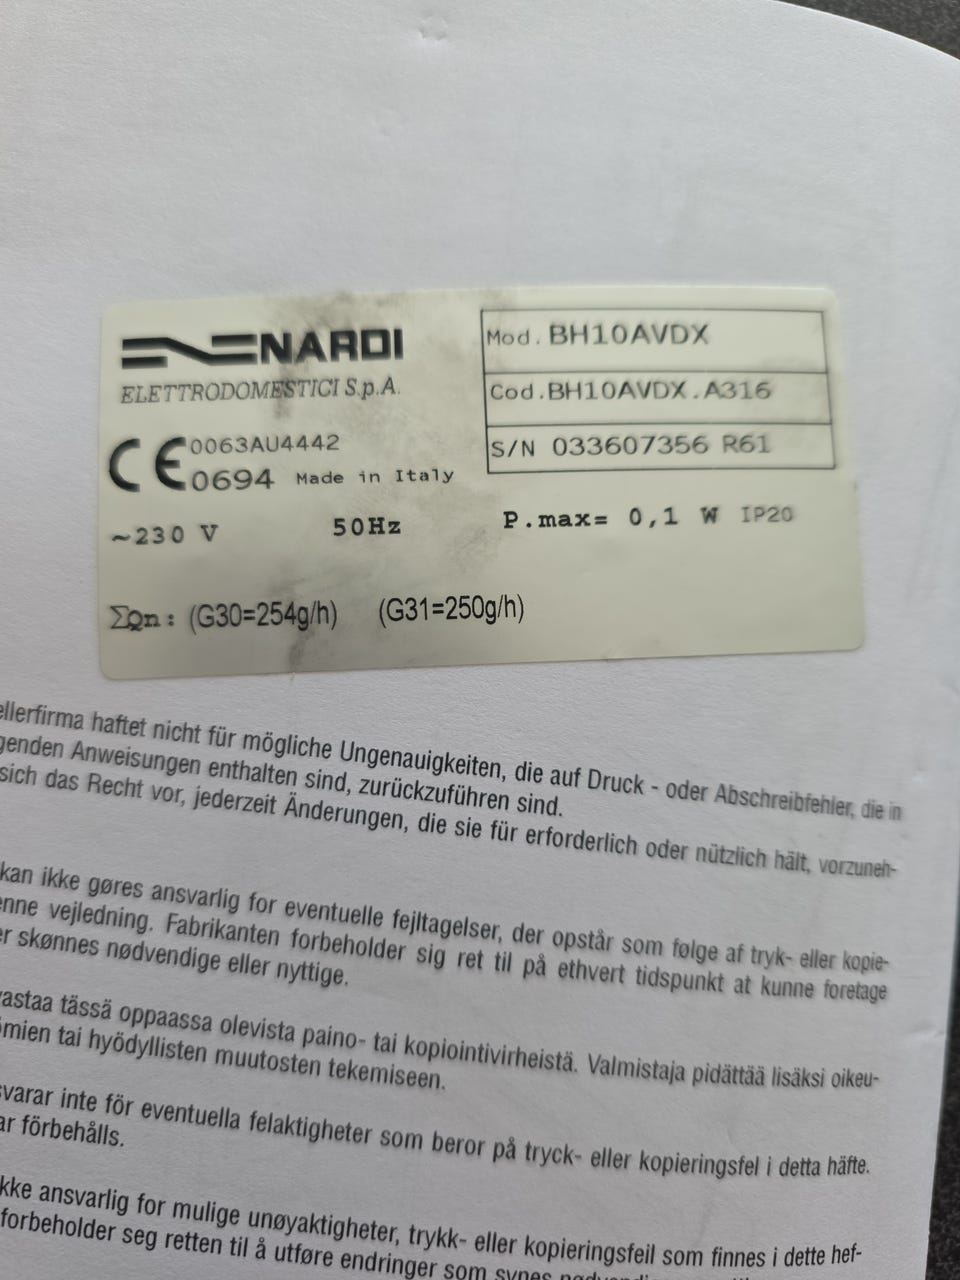 NARDI
ELETTRODOMESTICI S.p.A.
Mod. BH10AVDX
Cod.BH10AVDX.A316
S/N 033607356 R61
CE 0063AU4442
0694 Made in Italy
~230 V 50Hz P.max= 0,1 W IP20
ΣQn: (G30=254g/h) (G31=250g/h)
ellerfirma haftet nicht für mögliche Ungenauigkeiten, die auf Druck - oder Abschreibfehler, die in
genden Anweisungen enthalten sind, zurückzuführen sind.
sich das Recht vor, jederzeit Änderungen, die sie für erforderlich oder nützlich hält, vorzuneh-
kan ikke gøres ansvarlig for eventuelle fejltagelser, der opstår som følge af tryk- eller kopie-
enne vejledning. Fabrikanten forbeholder sig ret til på ethvert tidspunkt at kunne foretage
er skønnes nødvendige eller nyttige.
vastaa tässä oppaassa olevista paino- tai kopiointivirheistä. Valmistaja pidättää lisäksi oikeu-
ömien tai hyödyllisten muutosten tekemiseen.
svarar inte för eventuella felaktigheter som beror på tryck- eller kopieringsfel i detta häfte.
ar förbehålls.
kke ansvarlig for mulige unøyaktigheter, trykk- eller kopieringsfeil som finnes i dette hef-
forbeholder seg retten til å utføre endringer som synes